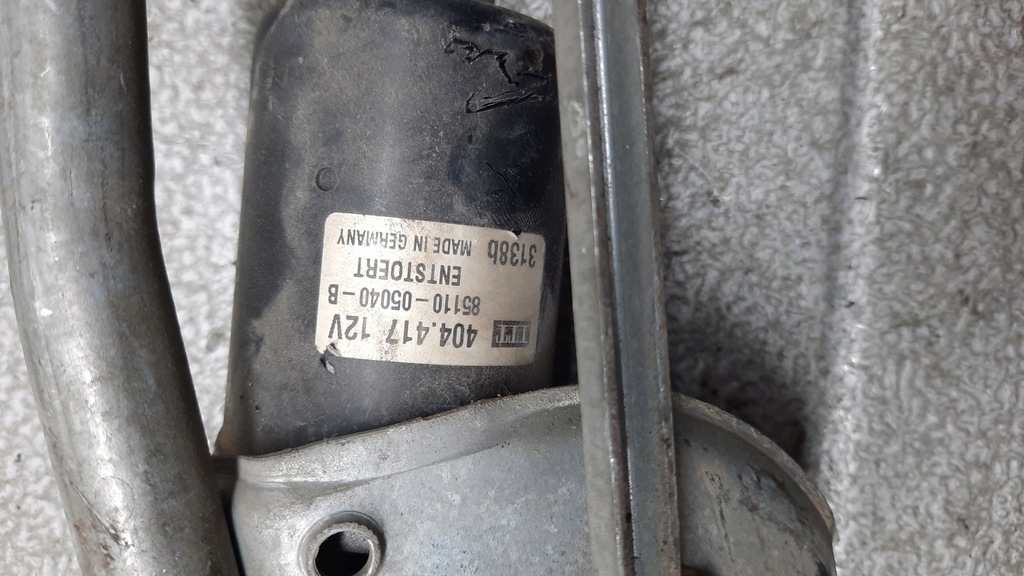 404.417 12V
85110-05040-B
ENTSTOERT
3138b MADE IN GERMANY